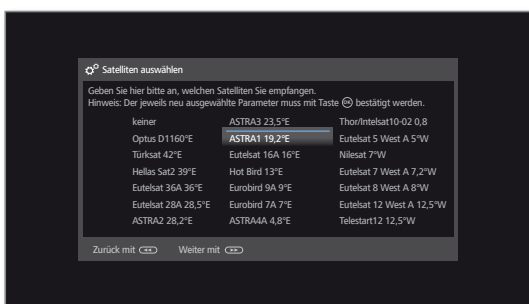 Satelliten auswählen
Geben Sie hier bitte an, welchen Satelliten Sie empfangen.
Hinweis: Der jeweils neu ausgewählte Parameter muss mit Taste OK bestätigt werden.
keiner ASTRA3 23,5°E Thor/Intelsat10-02 0,8
Optus D1160°E ASTRA1 19,2°E Eutelsat 5 West A 5°W
Türksat 42°E Eutelsat 16A 16°E Nilesat 7°W
Hellas Sat2 39°E Hot Bird 13°E Eutelsat 7 West A 7,2°W
Eutelsat 36A 36°E Eurobird 9A 9°E Eutelsat 8 West A 8°W
Eutelsat 28A 28,5°E Eurobird 7A 7°E Eutelsat 12 West A 12,5°W
ASTRA2 28,2°E ASTRA4A 4,8°E Telestart12 12,5°W
Zurück mit Weiter mit